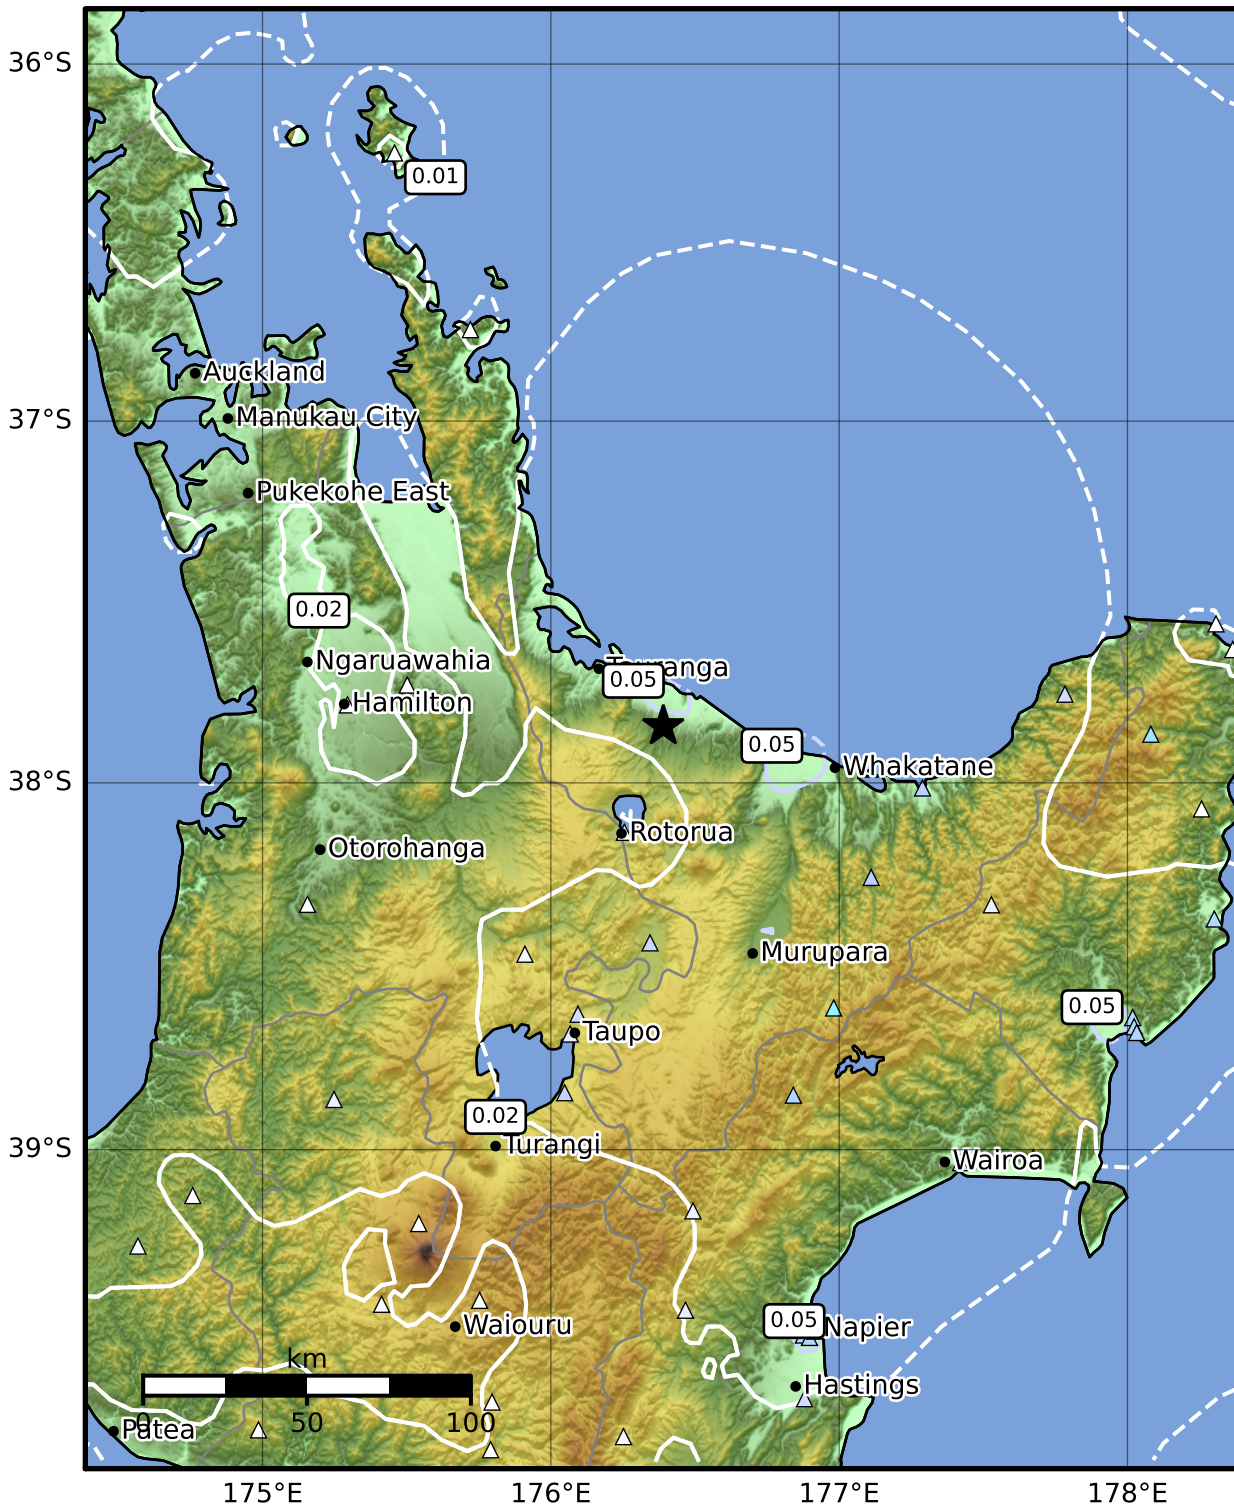 36°S
0.01
Auckland
37°S
Manukau City
Pukekohe East
0.02
Ngaruawahia
Tauranga
0.05
Hamilton
0.05
Whakatane
38°S
Rotorua
Otorohanga
Murupara
0.05
Taupo
0.02
Turangi
39°S
Wairoa
0.05
Napier
Waiouru
km
Hastings
0 50 100
Patea
175°E 176°E 177°E 178°E